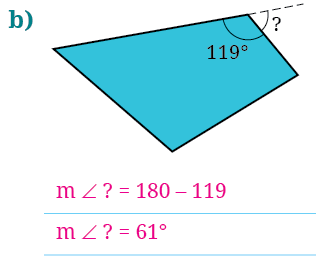 b)
?
119°
m ∠ ? = 180 – 119
m ∠ ? = 61°